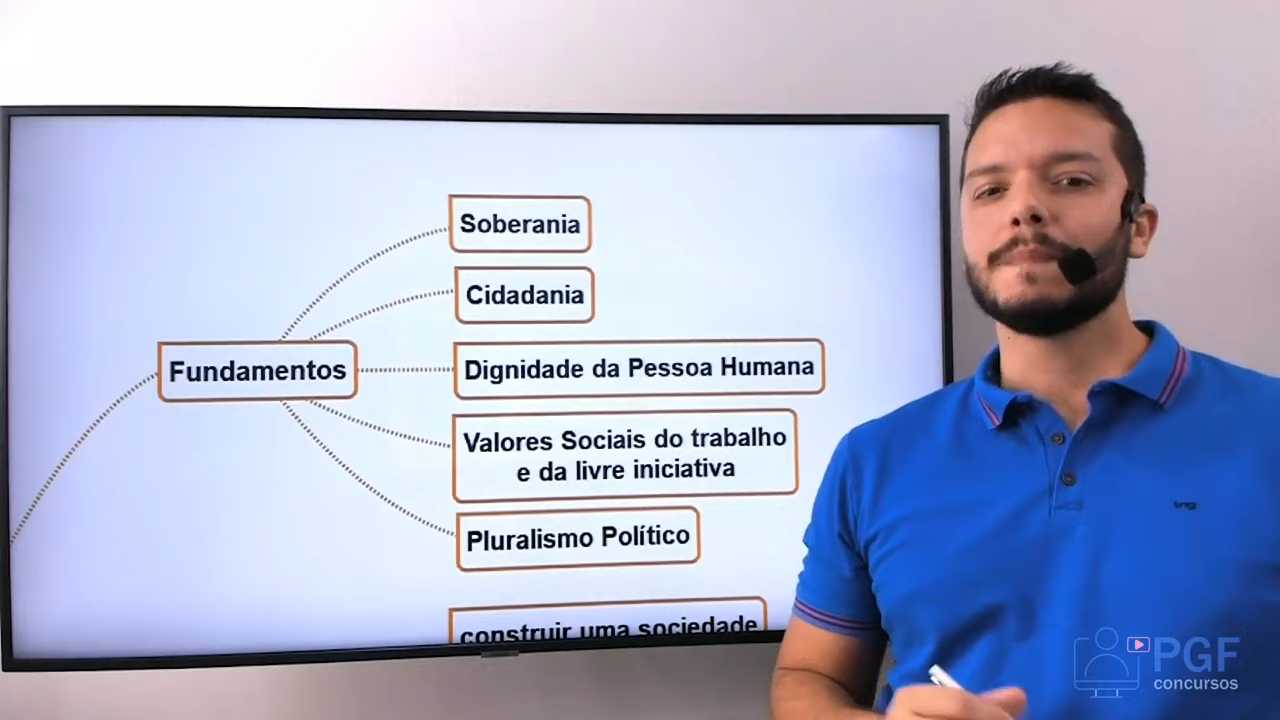 Soberania
Cidadania
Fundamentos
Dignidade da Pessoa Humana
Valores Sociais do trabalho
e da livre iniciativa
Pluralismo Político
construir uma sociedade
trg
PGF
concursos